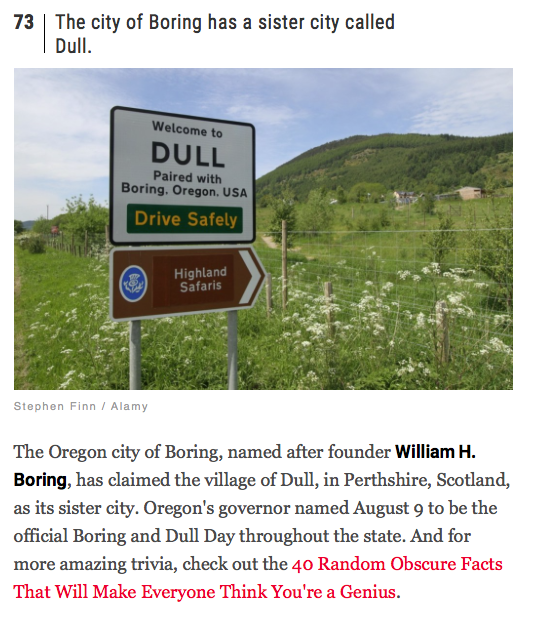 73 The city of Boring has a sister city called
Dull.
Welcome to
DULL
Paired with
Boring. Oregon. USA
Drive Safely
Highland
Safaris
Stephen Finn / Alamy
The Oregon city of Boring, named after founder William H.
Boring, has claimed the village of Dull, in Perthshire, Scotland,
as its sister city. Oregon's governor named August 9 to be the
official Boring and Dull Day throughout the state. And for
more amazing trivia, check out the 40 Random Obscure Facts
That Will Make Everyone Think You're a Genius.